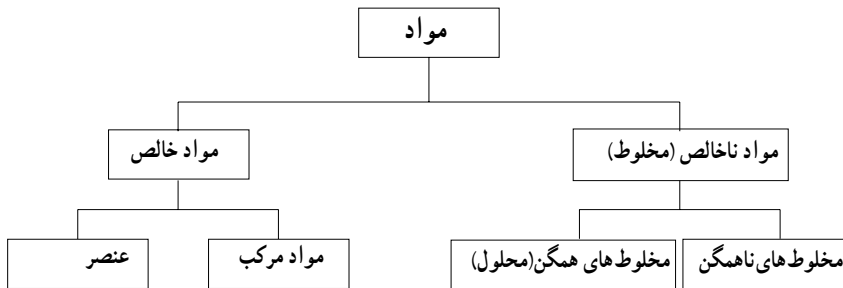 مواد
مواد ناخالص (مخلوط)
مواد خالص
مخلوط‌های ناهمگن
مخلوط‌های همگن(محلول)
مواد مرکب
عنصر